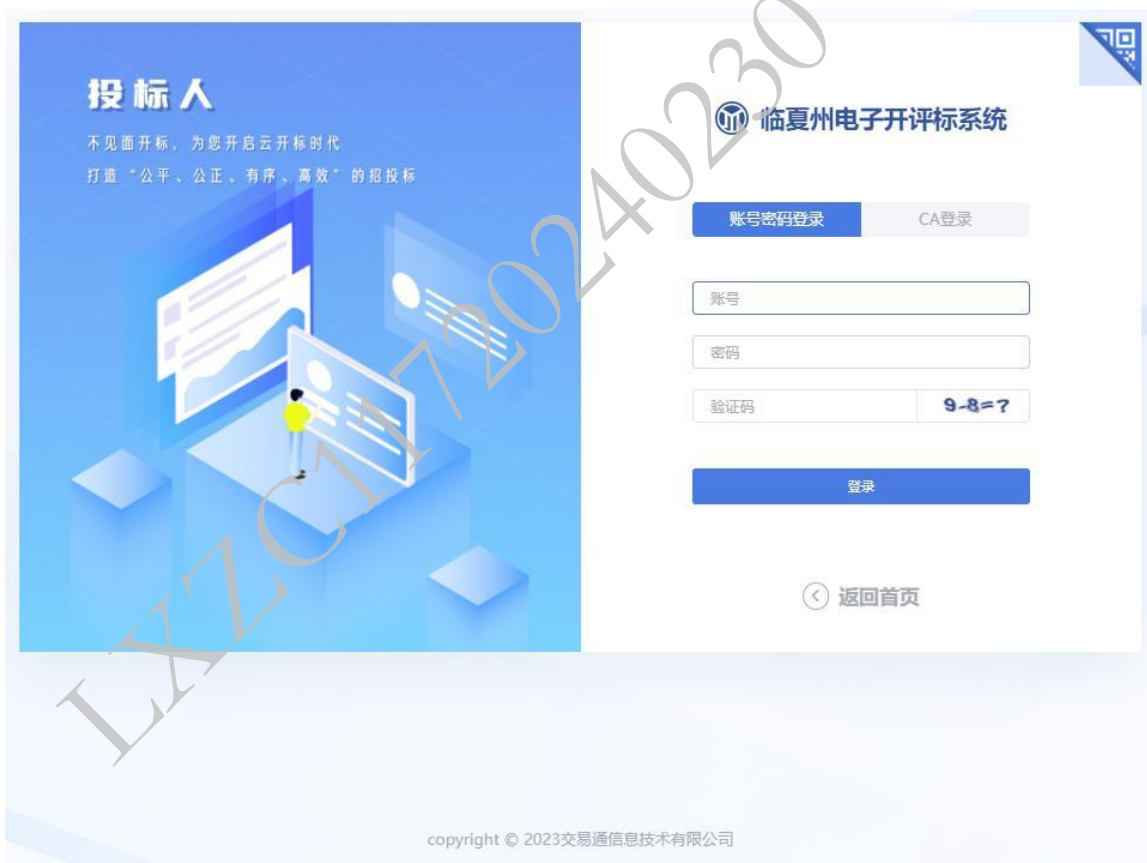 投标人
不见面开标，为您开启云开标时代
打造“公平、公正、有序、高效”的招投标
临夏州电子开评标系统
账号密码登录
CA登录
账号
密码
验证码
9-8=?
登录
返回首页
copyright © 2023交易通信息技术有限公司
LXZC11720240230